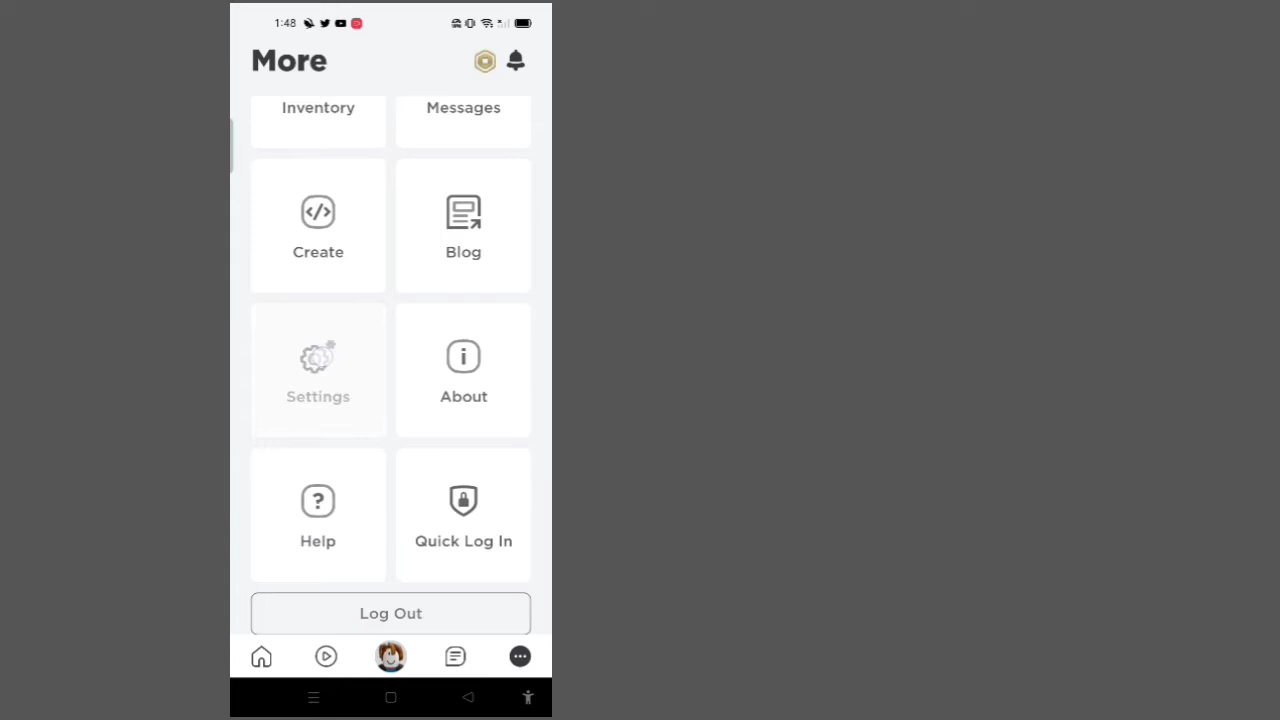 1:48
More
Inventory
Messages
Create
Blog
Settings
About
Help
Quick Log In
Log Out